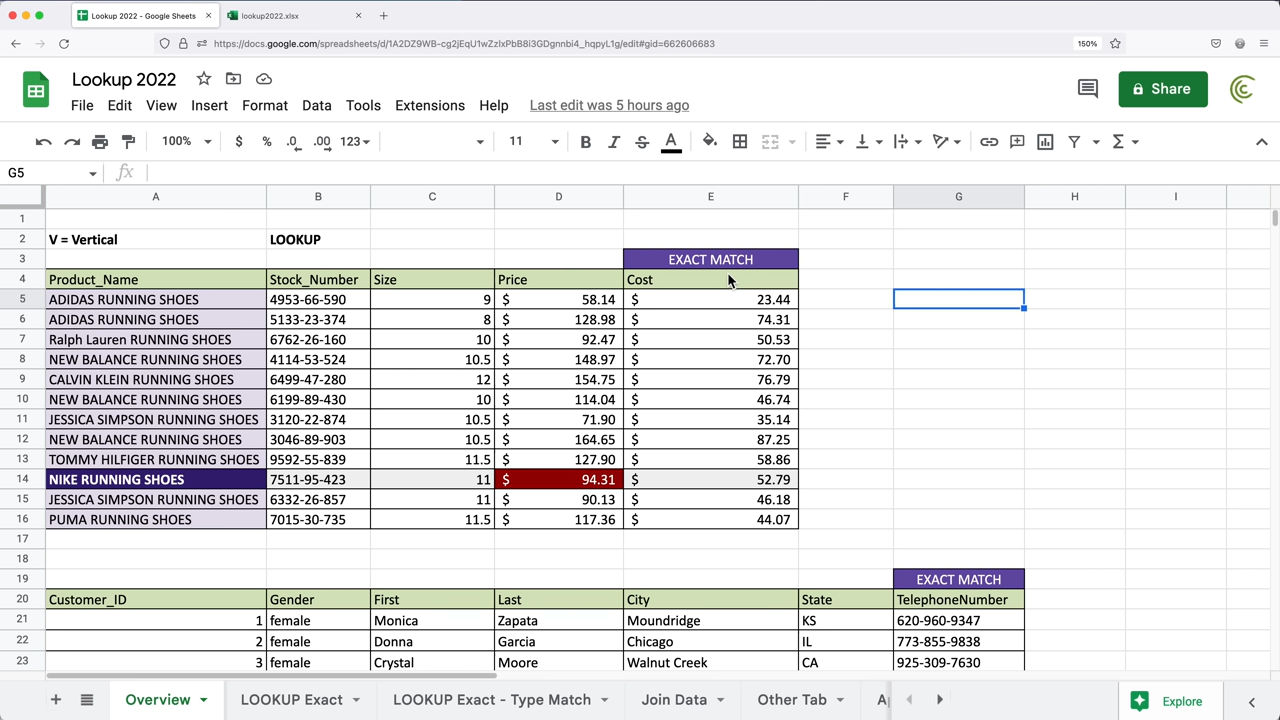 Lookup 2022 - Google Sheets × lookup2022.xlsx × +
https://docs.google.com/spreadsheets/d/1A2DZ9WB-cg2jEqU1wZzIxPbB8i3GDgnnbi4_hqpyL1g/edit#gid=662606683 150%
Lookup 2022
File Edit View Insert Format Data Tools Extensions Help Last edit was 5 hours ago Share
100% $ % .0 .00 123 11 B I S A Σ
G5 fx
A B C D E F G H I
1
2 V = Vertical LOOKUP
3 EXACT MATCH
4 Product_Name Stock_Number Size Price Cost
5 ADIDAS RUNNING SHOES 4953-66-590 9 $ 58.14 $ 23.44
6 ADIDAS RUNNING SHOES 5133-23-374 8 $ 128.98 $ 74.31
7 Ralph Lauren RUNNING SHOES 6762-26-160 10 $ 92.47 $ 50.53
8 NEW BALANCE RUNNING SHOES 4114-53-524 10.5 $ 148.97 $ 72.70
9 CALVIN KLEIN RUNNING SHOES 6499-47-280 12 $ 154.75 $ 76.79
10 NEW BALANCE RUNNING SHOES 6199-89-430 10 $ 114.04 $ 46.74
11 JESSICA SIMPSON RUNNING SHOES 3120-22-874 10.5 $ 71.90 $ 35.14
12 NEW BALANCE RUNNING SHOES 3046-89-903 10.5 $ 164.65 $ 87.25
13 TOMMY HILFIGER RUNNING SHOES 9592-55-839 11.5 $ 127.90 $ 58.86
14 NIKE RUNNING SHOES 7511-95-423 11 $ 94.31 $ 52.79
15 JESSICA SIMPSON RUNNING SHOES 6332-26-857 11 $ 90.13 $ 46.18
16 PUMA RUNNING SHOES 7015-30-735 11.5 $ 117.36 $ 44.07
17
18
19 EXACT MATCH
20 Customer_ID Gender First Last City State TelephoneNumber
21 1 female Monica Zapata Moundridge KS 620-960-9347
22 2 female Donna Garcia Chicago IL 773-855-9838
23 3 female Crystal Moore Walnut Creek CA 925-309-7630
+ Overview LOOKUP Exact LOOKUP Exact - Type Match Join Data Other Tab Explore